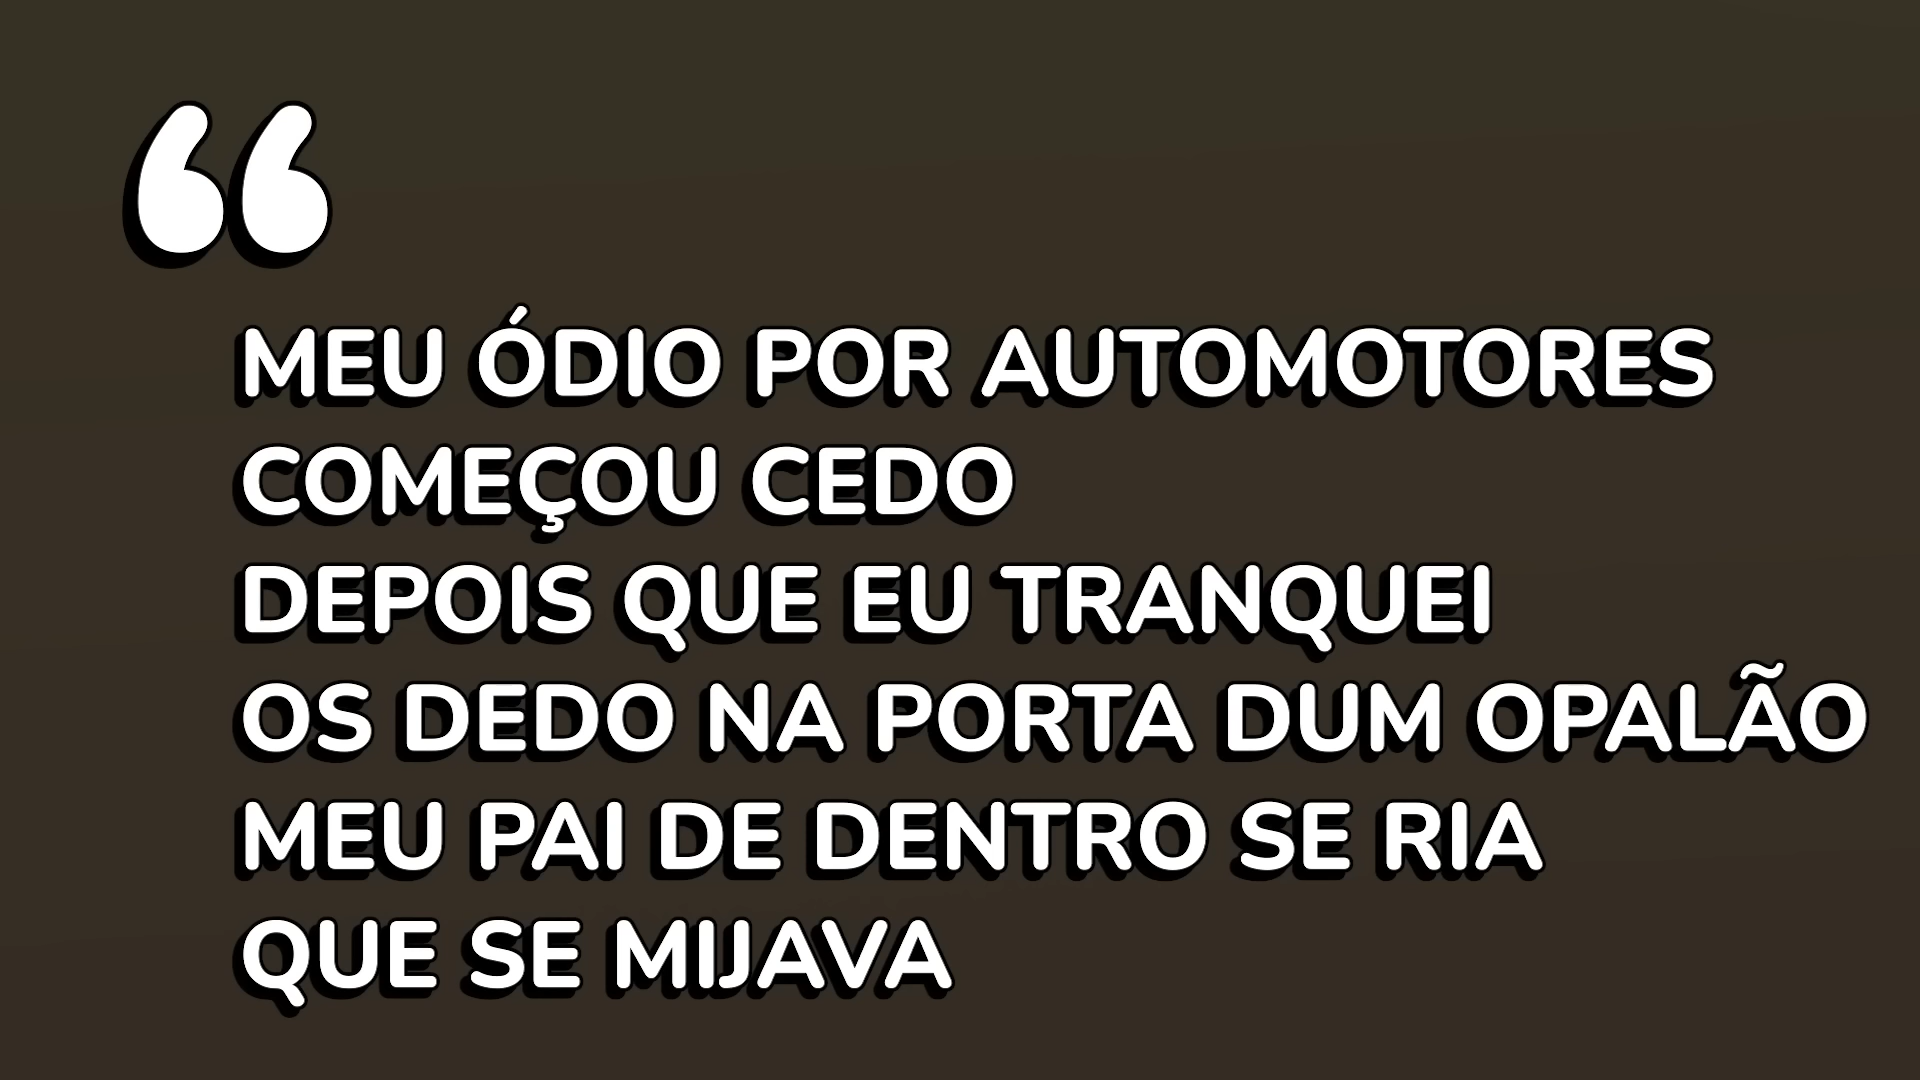 “
MEU ÓDIO POR AUTOMOTORES
COMEÇOU CEDO
DEPOIS QUE EU TRANQUEI
OS DEDO NA PORTA DUM OPALÃO
MEU PAI DE DENTRO SE RIA
QUE SE MIJAVA